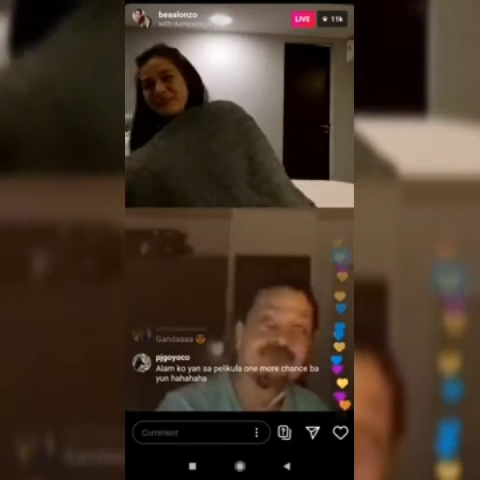 beaalonzo
LIVE
11k
Gandaaaa 😍
pjgoyoco
Alam ko yan sa pelikula one more chance ba
yun hahahaha
Comment